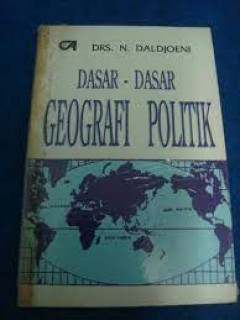 DRS. N. DALDJOENI
DASAR - DASAR
GEOGRAFI POLITIK